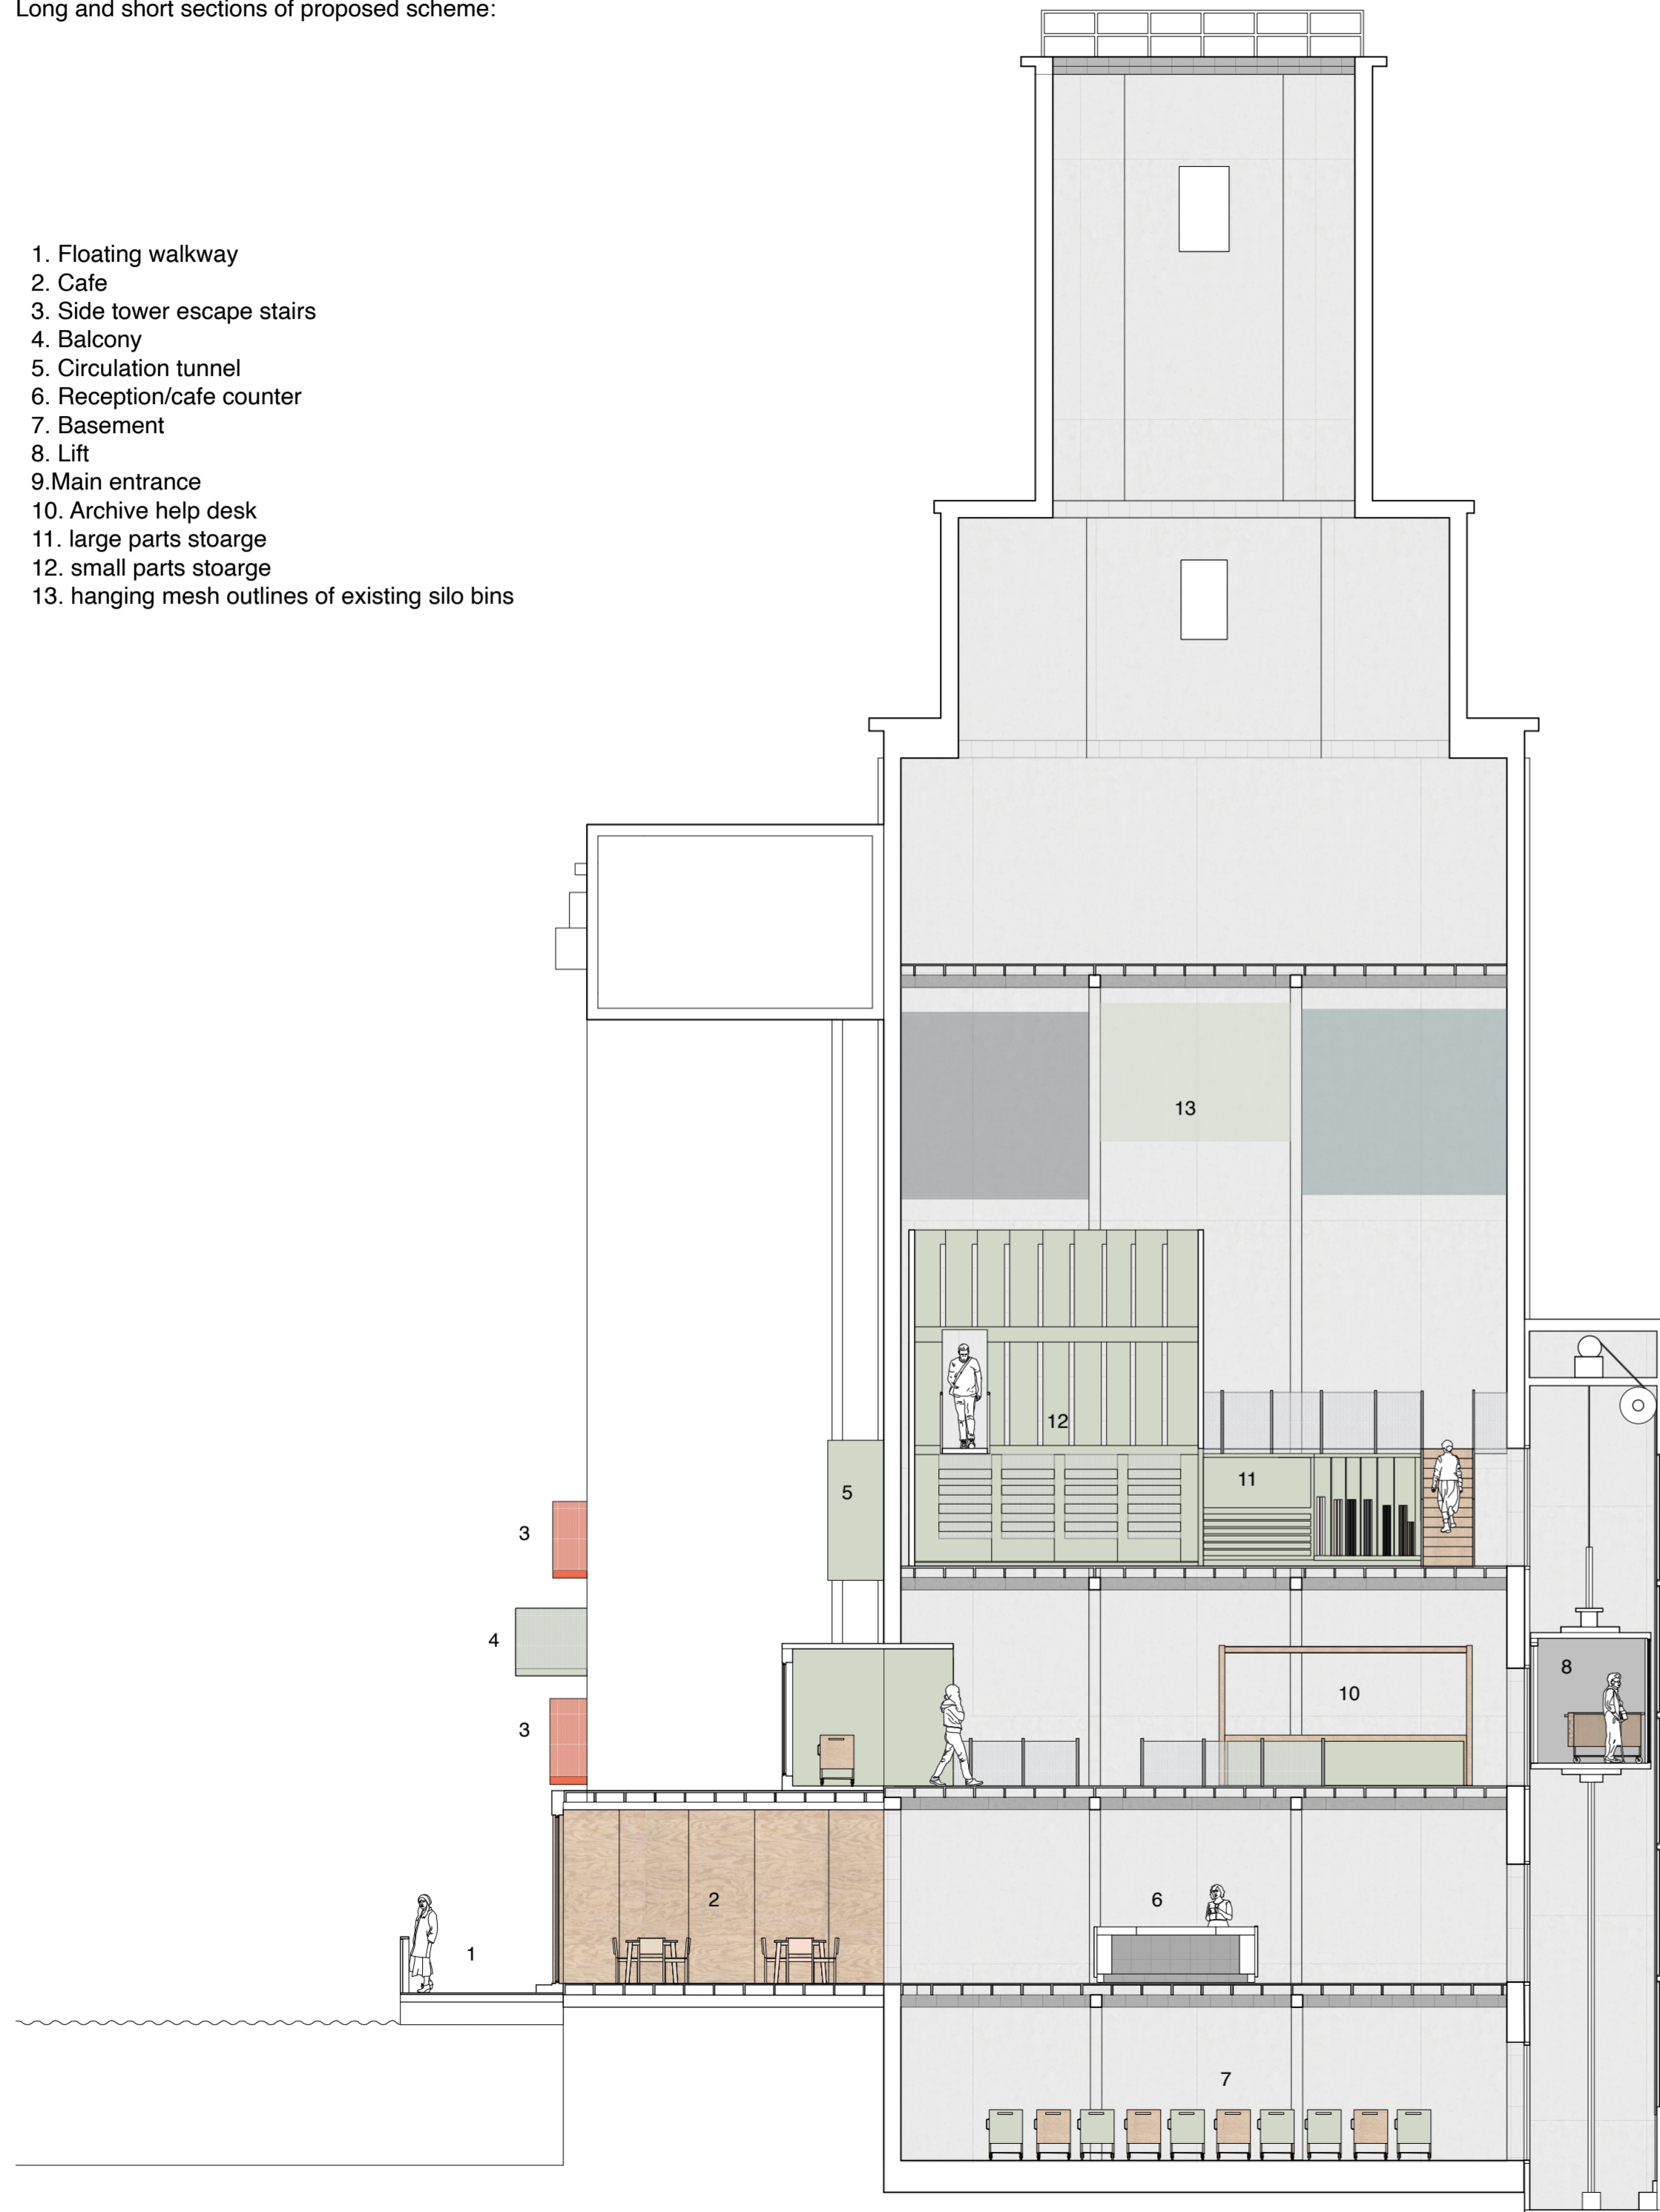 Long and short sections of proposed scheme:
1. Floating walkway
2. Cafe
3. Side tower escape stairs
4. Balcony
5. Circulation tunnel
6. Reception/cafe counter
7. Basement
8. Lift
9.Main entrance
10. Archive help desk
11. large parts stoarge
12. small parts stoarge
13. hanging mesh outlines of existing silo bins
13
12
11
5
3
4
8
10
3
2
6
1
7